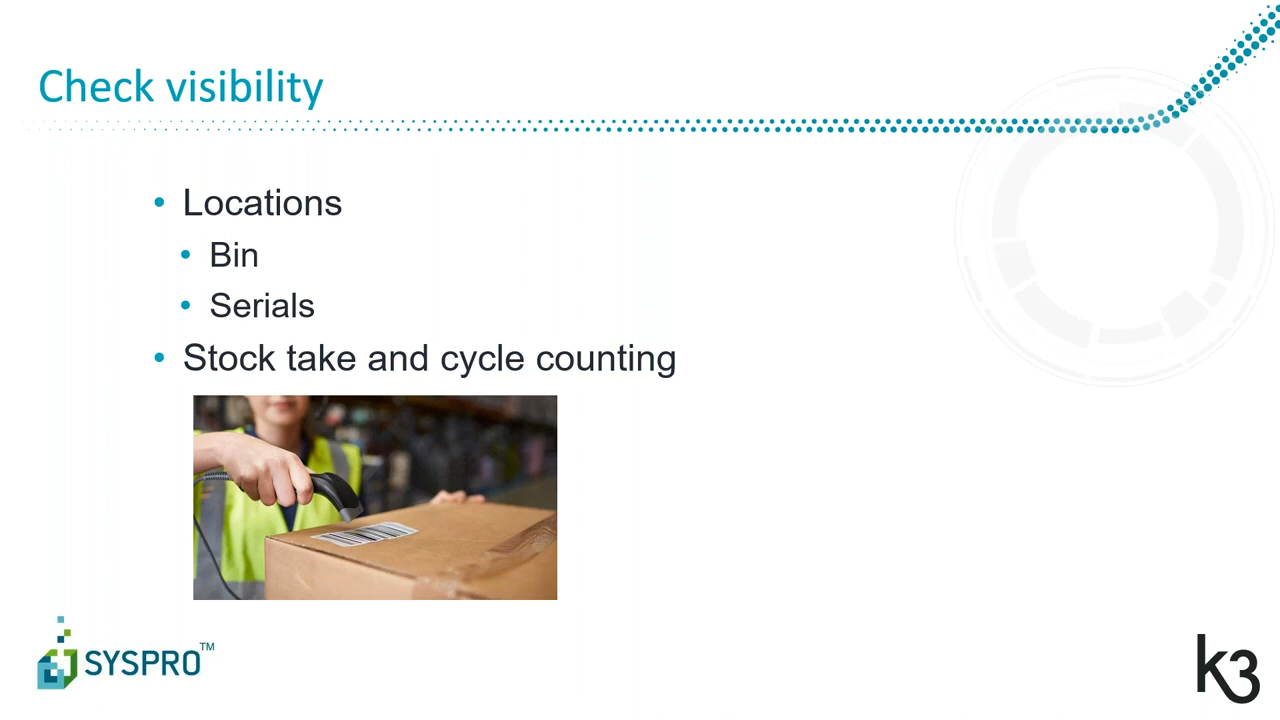 Check visibility
• Locations
• Bin
• Serials
• Stock take and cycle counting
SYSPRO™
k3